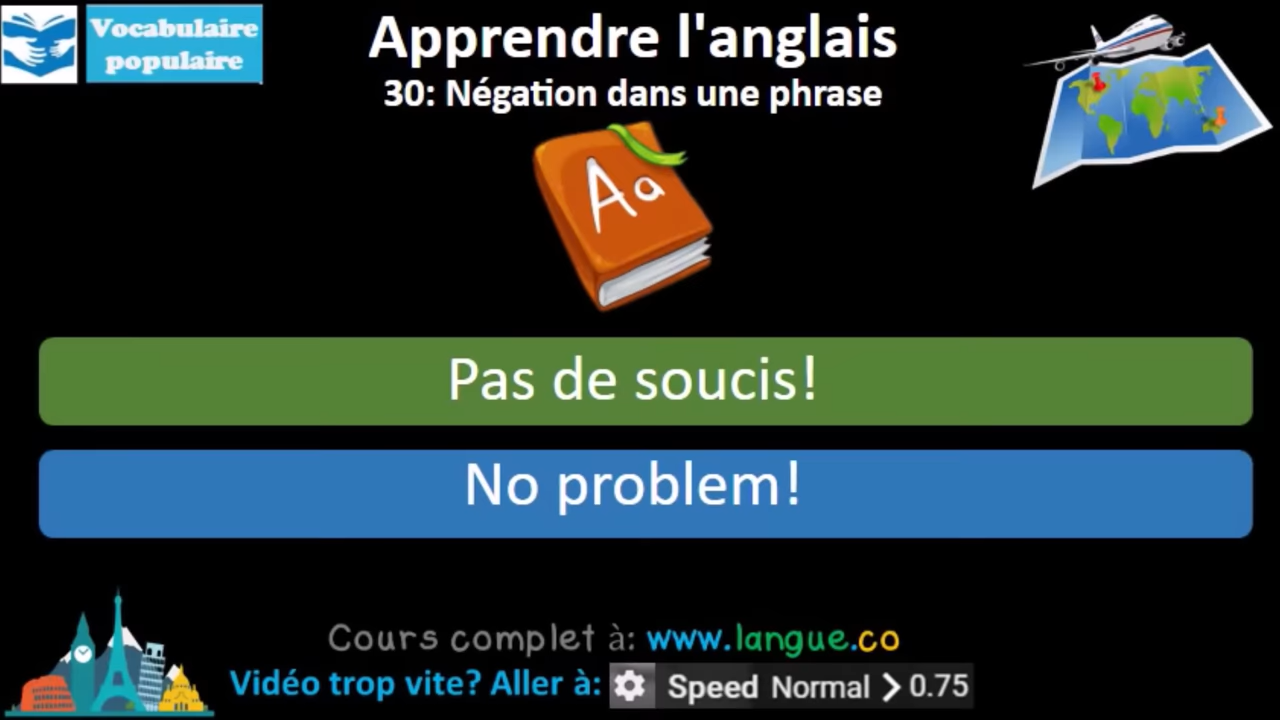 Vocabulaire
populaire
Apprendre l'anglais
30: Négation dans une phrase
Aa
Pas de soucis!
No problem!
Cours complet à: www.langue.co
Vidéo trop vite? Aller à: Speed Normal > 0.75